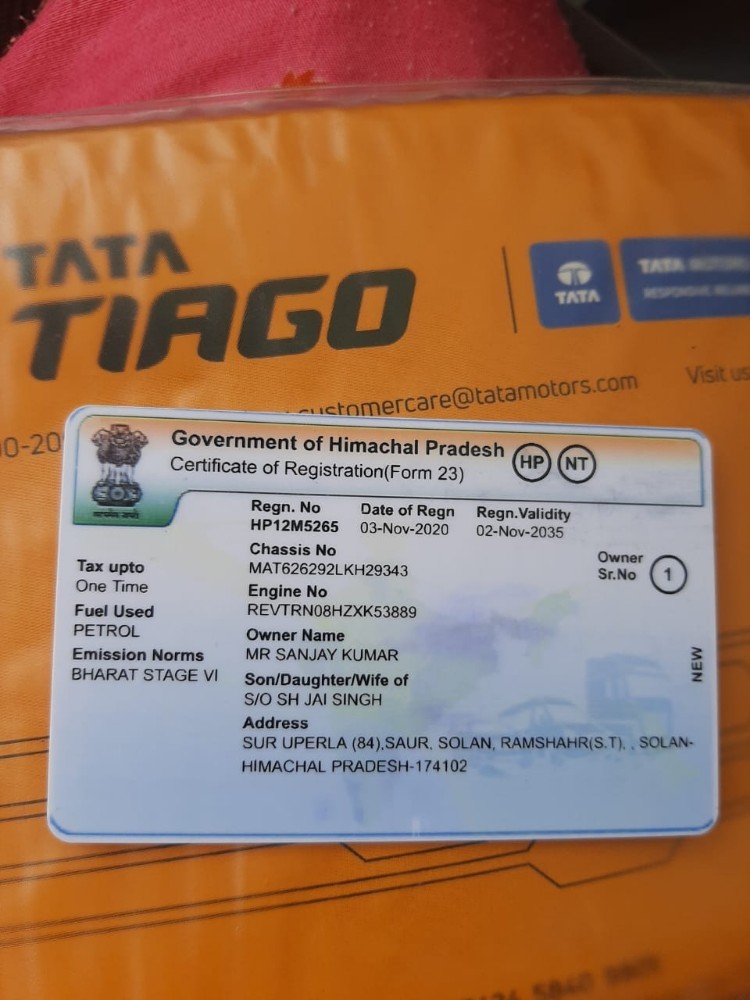 TATA
TIAGO
TATA
TATA MOTORS
customercare@tatamotors.com
Visit us
00-20
Government of Himachal Pradesh
HP
NT
Certificate of Registration(Form 23)
Regn. No Date of Regn Regn.Validity
HP12M5265 03-Nov-2020 02-Nov-2035
Chassis No
MAT626292LKH29343
Owner
Sr.No
1
Tax upto
One Time
Engine No
REVTRN08HZXK53889
Fuel Used
PETROL
Owner Name
MR SANJAY KUMAR
Emission Norms
BHARAT STAGE VI
Son/Daughter/Wife of
S/O SH JAI SINGH
NEW
Address
SUR UPERLA (84),SAUR, SOLAN, RAMSHAHR(S.T), , SOLAN-
HIMACHAL PRADESH-174102